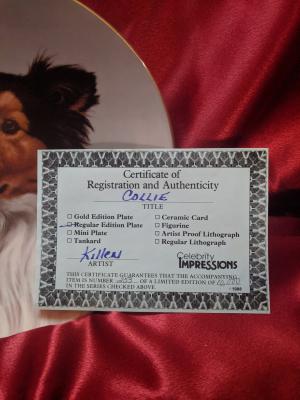 Certificate of
Registration and Authenticity
COLLIE
TITLE
☐ Gold Edition Plate ☐ Ceramic Card
☐ Regular Edition Plate ☐ Figurine
☐ Mini Plate ☐ Artist Proof Lithograph
☐ Tankard ☐ Regular Lithograph
Killen
ARTIST
Celebrity
IMPRESSIONS
THIS CERTIFICATE GUARANTEES THAT THE ACCOMPANYING
ITEM IS NUMBER OF A LIMITED EDITION OF
IN THE SERIES CHECKED ABOVE.
1988